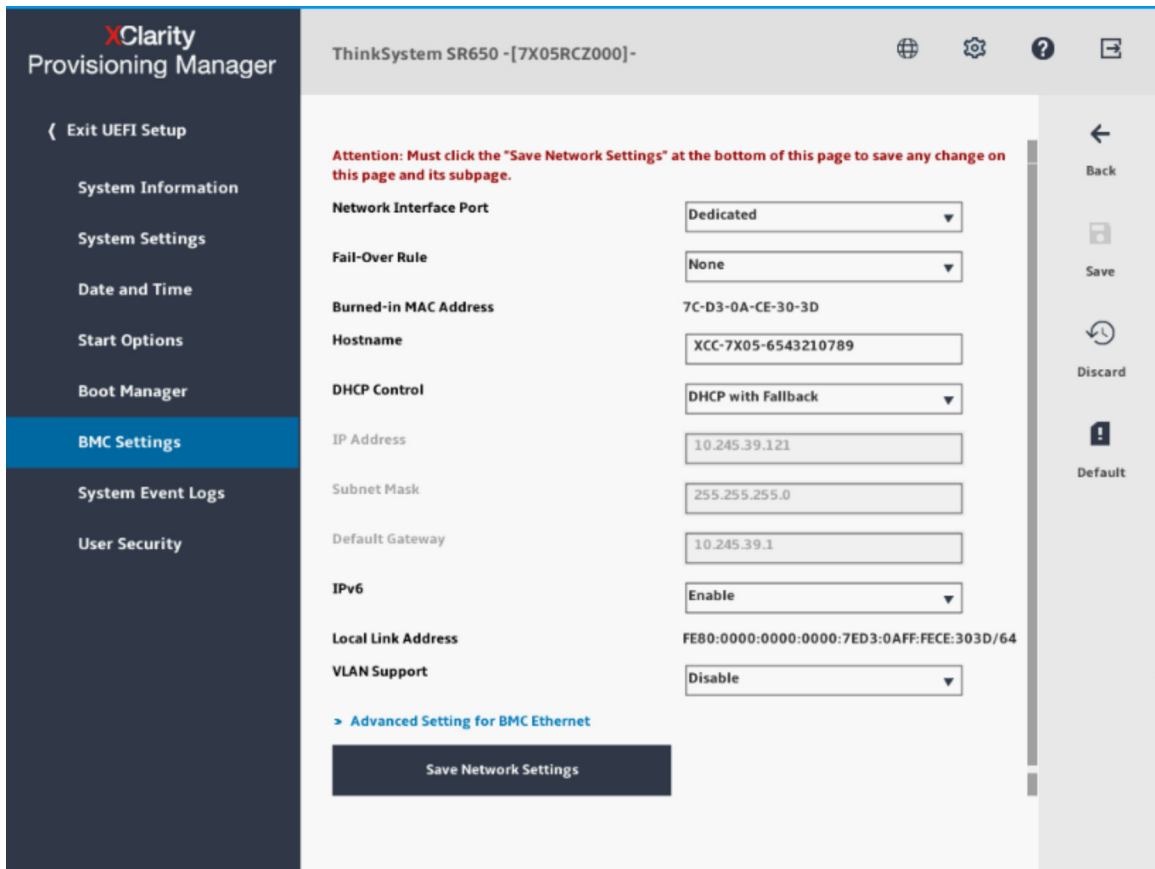 XClarity
Provisioning Manager
ThinkSystem SR650 -[7X05RCZ000]-
❬ Exit UEFI Setup
System Information
System Settings
Date and Time
Start Options
Boot Manager
BMC Settings
System Event Logs
User Security
Attention: Must click the "Save Network Settings" at the bottom of this page to save any change on
this page and its subpage.
Network Interface Port Dedicated
Fail-Over Rule None
Burned-in MAC Address 7C-D3-0A-CE-30-3D
Hostname XCC-7X05-6543210789
DHCP Control DHCP with Fallback
IP Address 10.245.39.121
Subnet Mask 255.255.255.0
Default Gateway 10.245.39.1
IPv6 Enable
Local Link Address FE80:0000:0000:0000:7ED3:0AFF:FECE:303D/64
VLAN Support Disable
> Advanced Setting for BMC Ethernet
Save Network Settings
Back
Save
Discard
Default